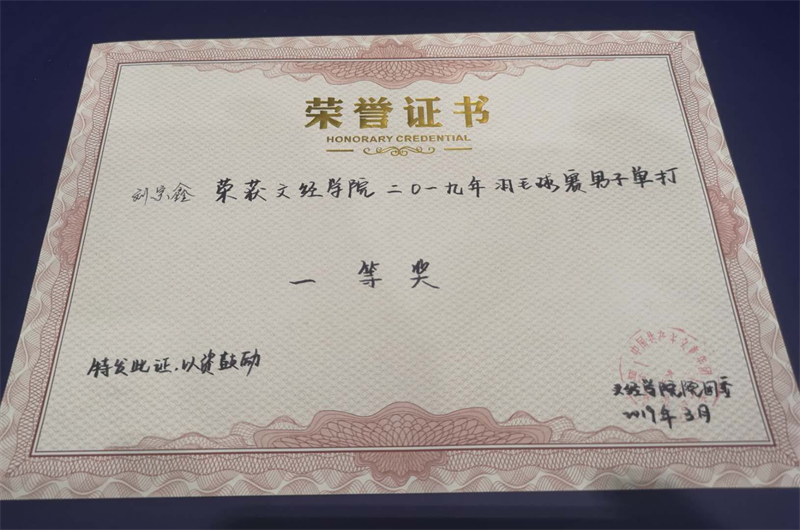 荣誉证书
HONORARY CREDENTIAL
刘宗鑫 荣获文经学院二〇一九年羽毛球赛男子单打
一等奖
特发此证，以资鼓励
文经学院院团委
2019年3月